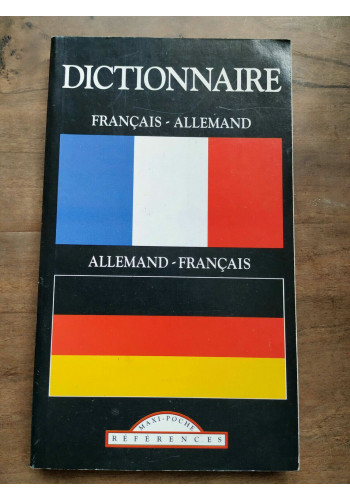 DICTIONNAIRE
FRANÇAIS - ALLEMAND
ALLEMAND - FRANÇAIS
MAXI-POCHE
RÉFÉRENCES